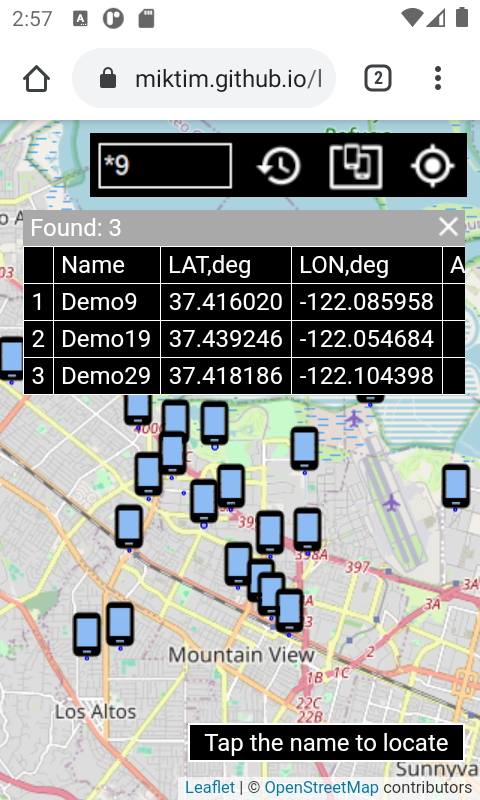 2:57 A
miktim.github.io/l 2
*9
Found: 3
Name LAT,deg LON,deg A
1 Demo9 37.416020 -122.085958
2 Demo19 37.439246 -122.054684
3 Demo29 37.418186 -122.104398
397
398A
3A
3A
Mountain View
2
1B 1C
22C
22B
Los Altos
Tap the name to locate
Sunnyva
Leaflet | © OpenStreetMap contributors